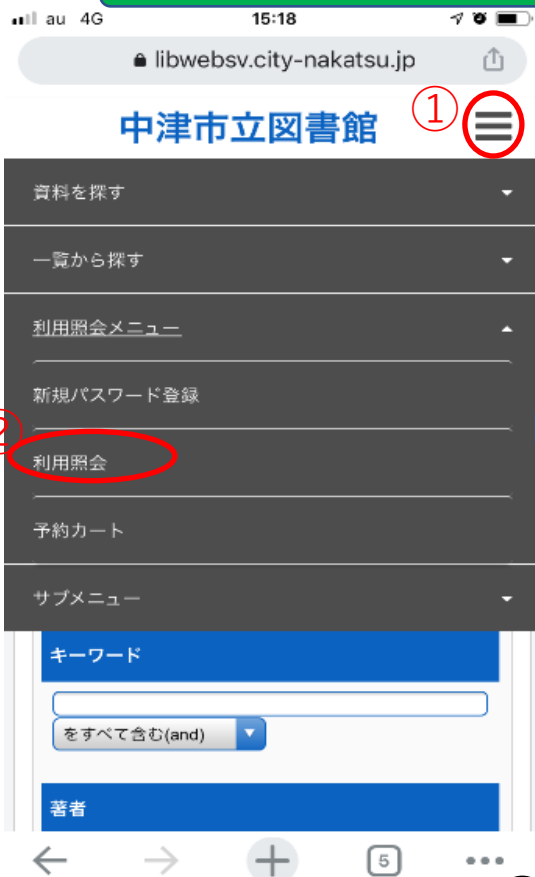 au 4G 15:18
libwebsv.city-nakatsu.jp
中津市立図書館 ①
資料を探す
一覧から探す
利用照会メニュー
新規パスワード登録
②
利用照会
予約カート
サブメニュー
キーワード
をすべて含む(and)
著者
5